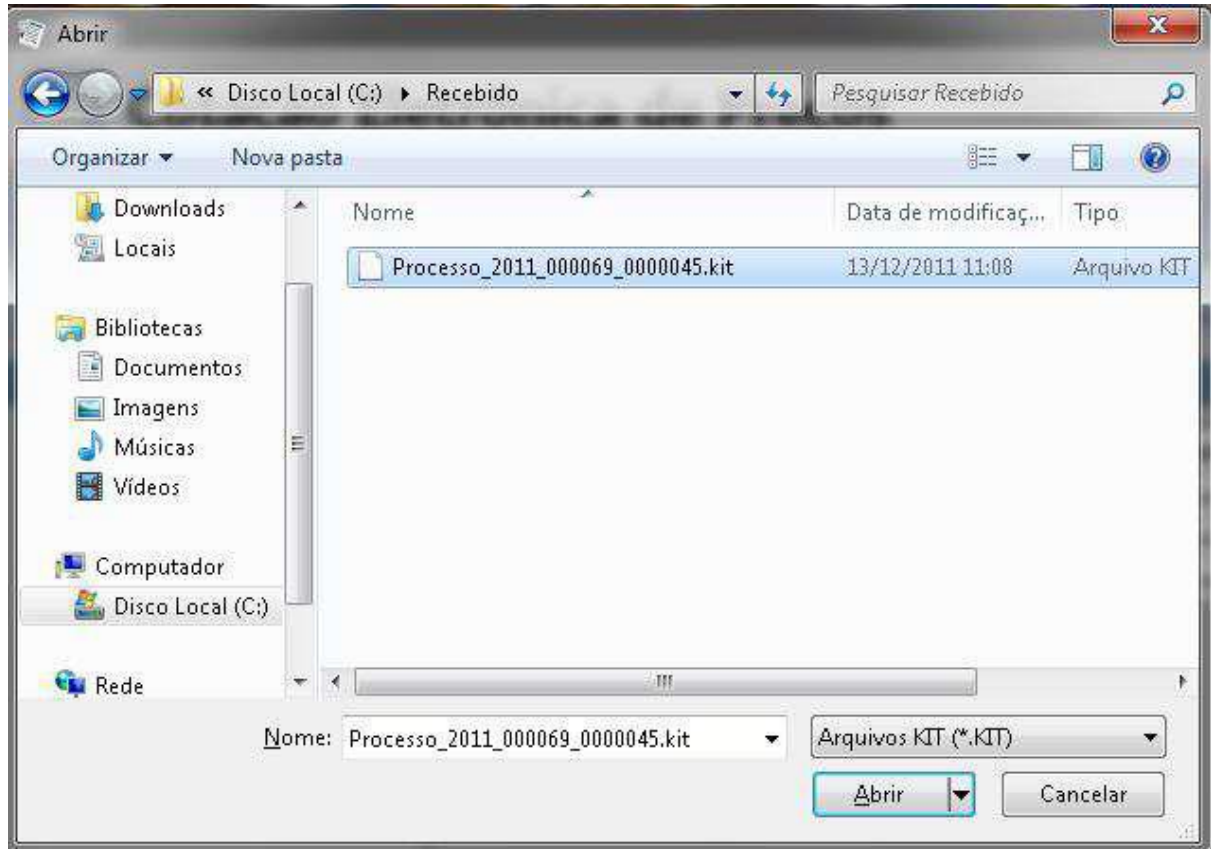 Abrir
« Disco Local (C:) ▸ Recebido
Pesquisar Recebido
Organizar ▾ Nova pasta
Downloads
Locais
Bibliotecas
Documentos
Imagens
Músicas
Vídeos
Computador
Disco Local (C:)
Rede
Nome Data de modificaç... Tipo
Processo_2011_000069_0000045.kit 13/12/2011 11:08 Arquivo KIT
Nome: Processo_2011_000069_0000045.kit Arquivos KIT (*.KIT)
Abrir Cancelar